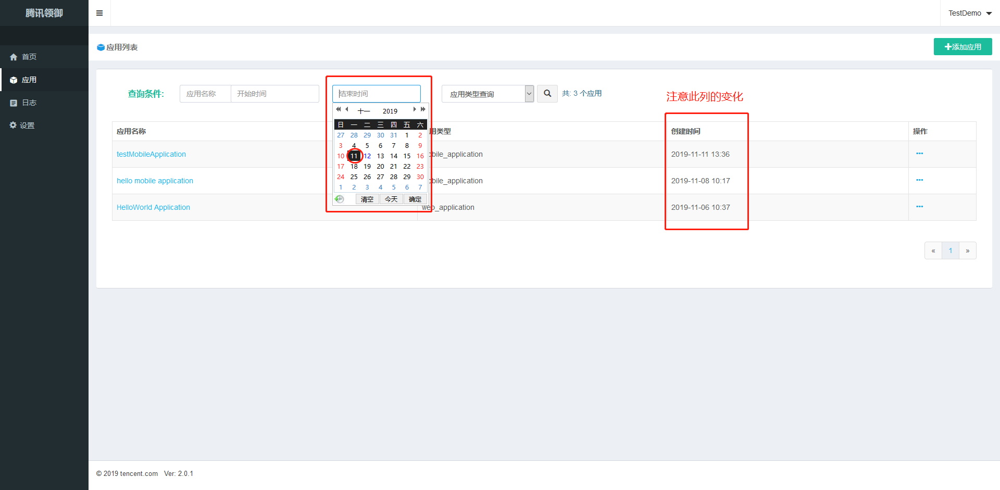 腾讯领御
TestDemo
首页
应用
日志
设置
应用列表
添加应用
查询条件:
应用名称
开始时间
结束时间
应用类型查询
共: 3 个应用
注意此列的变化
十一 2019
日 一 二 三 四 五 六
27 28 29 30 31 1 2
3 4 5 6 7 8 9
10 11 12 13 14 15 16
17 18 19 20 21 22 23
24 25 26 27 28 29 30
1 2 3 4 5 6 7
清空 今天 确定
应用名称 用类型 创建时间 操作
testMobileApplication bile_application 2019-11-11 13:36
hello mobile application bile_application 2019-11-08 10:17
HelloWorld Application web_application 2019-11-06 10:37
« 1 »
© 2019 tencent.com Ver: 2.0.1